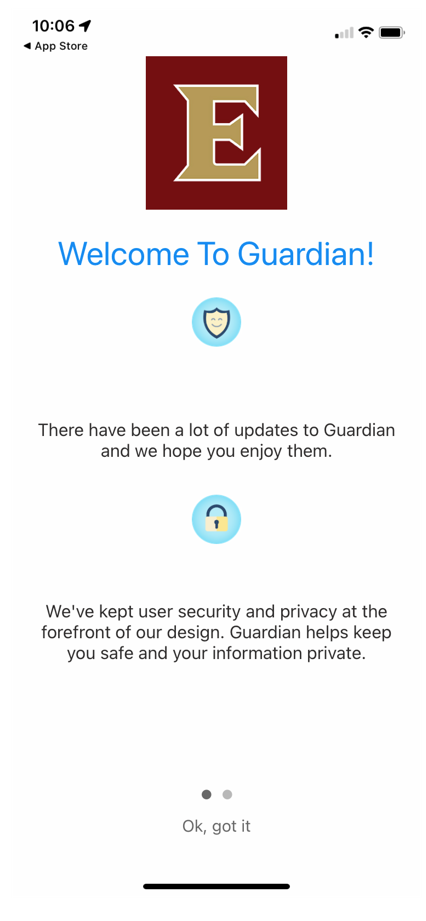 10:06
◀ App Store
E
Welcome To Guardian!
There have been a lot of updates to Guardian
and we hope you enjoy them.
We've kept user security and privacy at the
forefront of our design. Guardian helps keep
you safe and your information private.
Ok, got it